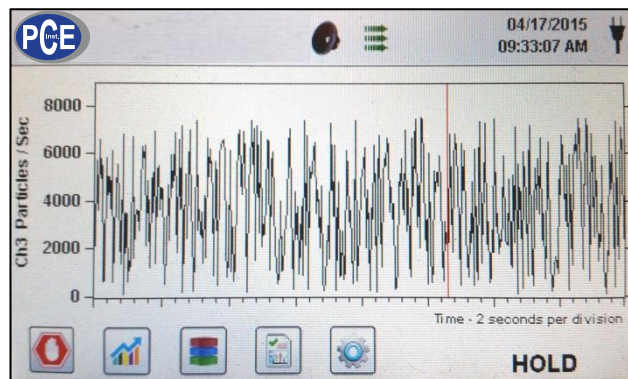 PCE
Inst.
04/17/2015
09:33:07 AM
Ch3 Particles / Sec
8000
6000
4000
2000
0
Time - 2 seconds per division
HOLD